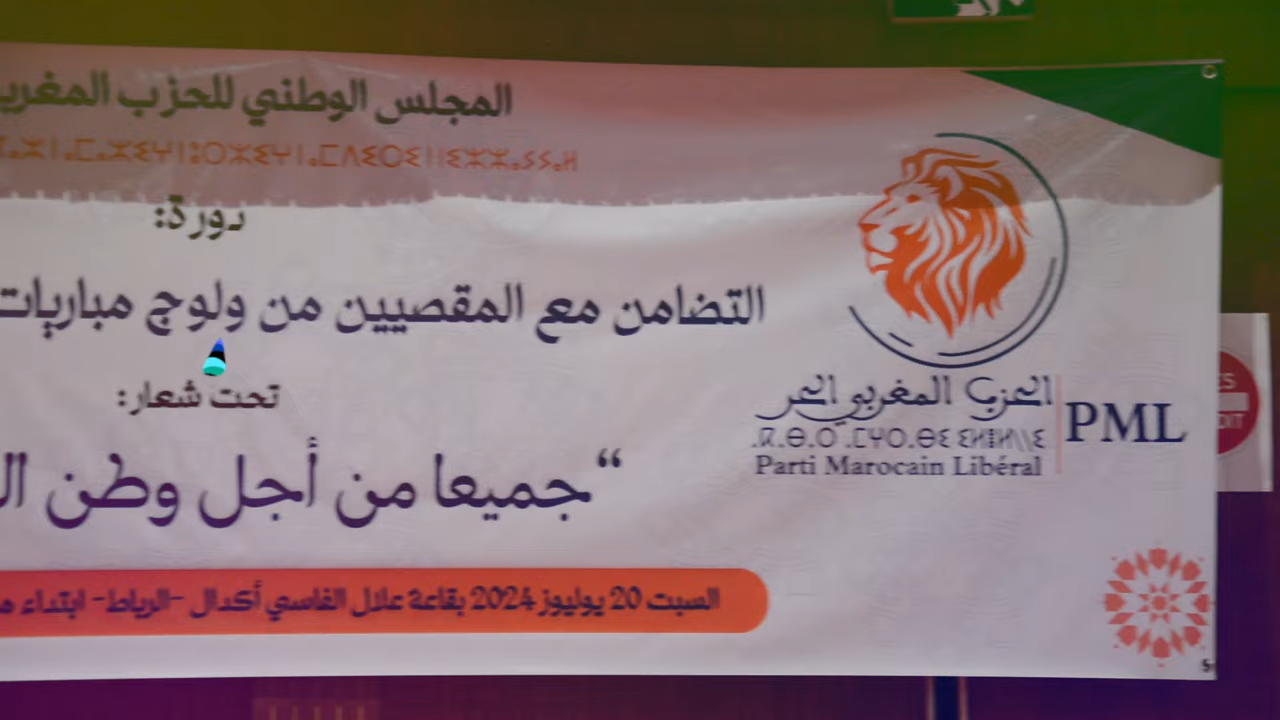 المجلس الوطني للحزب
دورة:
التضامن مع المقصيين من ولوج مباريات
تحت شعار:
“جميعا من أجل وطن
السبت 20 يوليوز 2024 بقاعة علال الفاسي أكدال -الرباط- ابتداء
الحزب المغربي الحر
PML
Parti Marocain Libéral